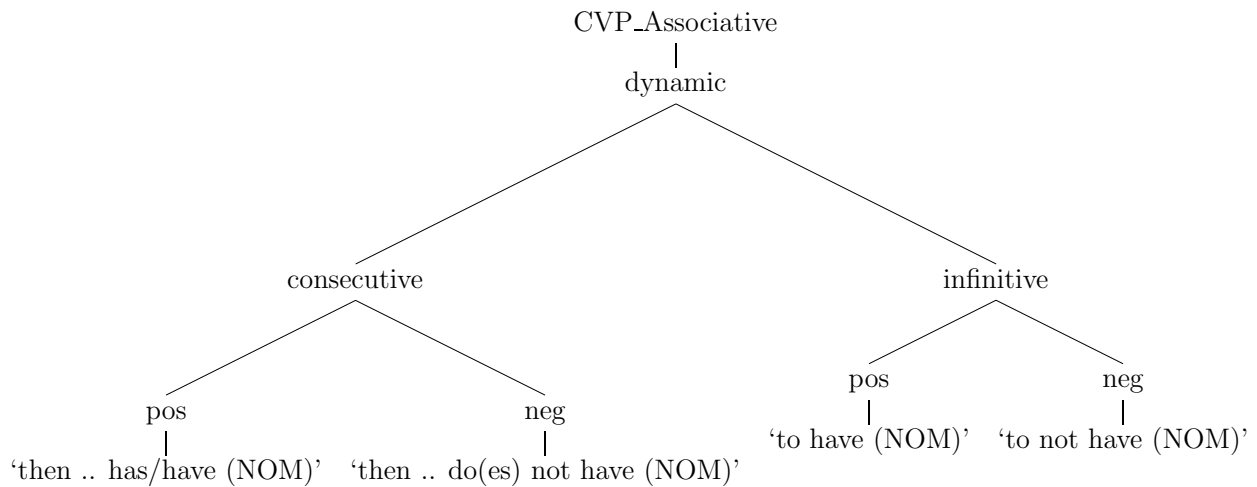 CVP_Associative
dynamic
consecutive infinitive
pos neg
pos neg
‘to have (NOM)’ ‘to not have (NOM)’
‘then .. has/have (NOM)’ ‘then .. do(es) not have (NOM)’